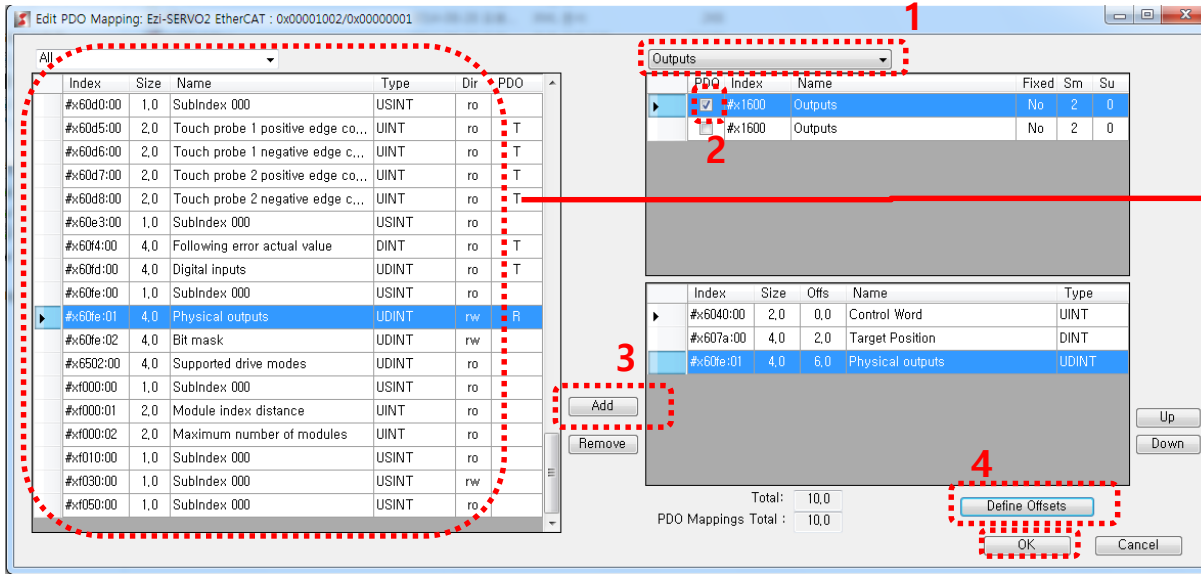 Edit PDO Mapping: Ezi-SERVO2 EtherCAT : 0x00001002/0x00000001
1
All
Outputs
Index Size Name Type Dir PDO
#x60d0:00 1,0 SubIndex 000 USINT ro
#x60d5:00 2,0 Touch probe 1 positive edge co... UINT ro T
#x60d6:00 2,0 Touch probe 1 negative edge c... UINT ro T
#x60d7:00 2,0 Touch probe 2 positive edge co... UINT ro T
#x60d8:00 2,0 Touch probe 2 negative edge c... UINT ro T
#x60e3:00 1,0 SubIndex 000 USINT ro
#x60f4:00 4,0 Following error actual value DINT ro T
#x60fd:00 4,0 Digital inputs UDINT ro T
#x60fe:00 1,0 SubIndex 000 USINT ro
#x60fe:01 4,0 Physical outputs UDINT rw R
#x60fe:02 4,0 Bit mask UDINT rw
#x6502:00 4,0 Supported drive modes UDINT ro
#xf000:00 1,0 SubIndex 000 USINT ro
#xf000:01 2,0 Module index distance UINT ro
#xf000:02 2,0 Maximum number of modules UINT ro
#xf010:00 1,0 SubIndex 000 USINT ro
#xf030:00 1,0 SubIndex 000 USINT rw
#xf050:00 1,0 SubIndex 000 USINT ro
PDO Index Name Fixed Sm Su
#x1600 Outputs No 2 0
#x1600 Outputs No 2 0
2
Index Size Offs Name Type
#x6040:00 2,0 0,0 Control Word UINT
#x607a:00 4,0 2,0 Target Position DINT
#x60fe:01 4,0 6,0 Physical outputs UDINT
3
Add
Remove
Up
Down
4
Total: 10,0
PDO Mappings Total : 10,0
Define Offsets
OK
Cancel